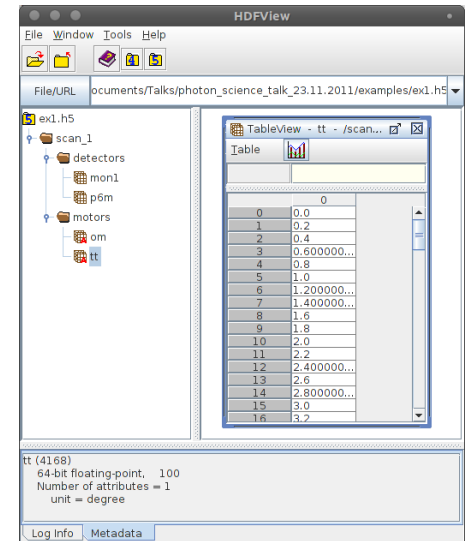 HDFView
File Window Tools Help
4 5
File/URL ocuments/Talks/photon_science_talk_23.11.2011/examples/ex1.h5
5 ex1.h5
scan_1
detectors
mon1
p6m
motors
om
tt
TableView - tt - /scan...
Table
0
0 0.0
1 0.2
2 0.4
3 0.600000...
4 0.8
5 1.0
6 1.200000...
7 1.400000...
8 1.6
9 1.8
10 2.0
11 2.2
12 2.400000...
13 2.6
14 2.800000...
15 3.0
16 3.2
tt (4168)
64-bit floating-point, 100
Number of attributes = 1
unit = degree
Log Info Metadata